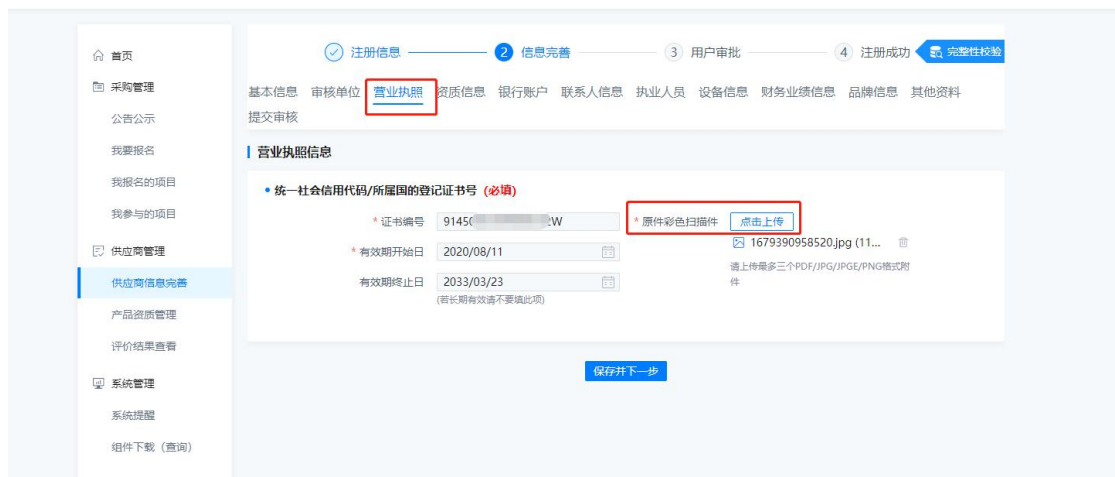 首页
采购管理
公告公示
我要报名
我报名的项目
我参与的项目
供应商管理
供应商信息完善
产品资质管理
评价结果查看
系统管理
系统提醒
组件下载（查询）
注册信息 2 信息完善 3 用户审批 4 注册成功 完整性校验
基本信息 审核单位 营业执照 资质信息 银行账户 联系人信息 执业人员 设备信息 财务业绩信息 品牌信息 其他资料
提交审核
营业执照信息
统一社会信用代码/所属国的登记证书号 (必填)
* 证书编号 9145 W * 原件彩色扫描件 点击上传
1679390958520.jpg (11...
* 有效期开始日 2020/08/11
请上传最多三个PDF/JPG/JPGE/PNG格式附
件
有效期终止日 2033/03/23
(若长期有效请不要填此项)
保存并下一步